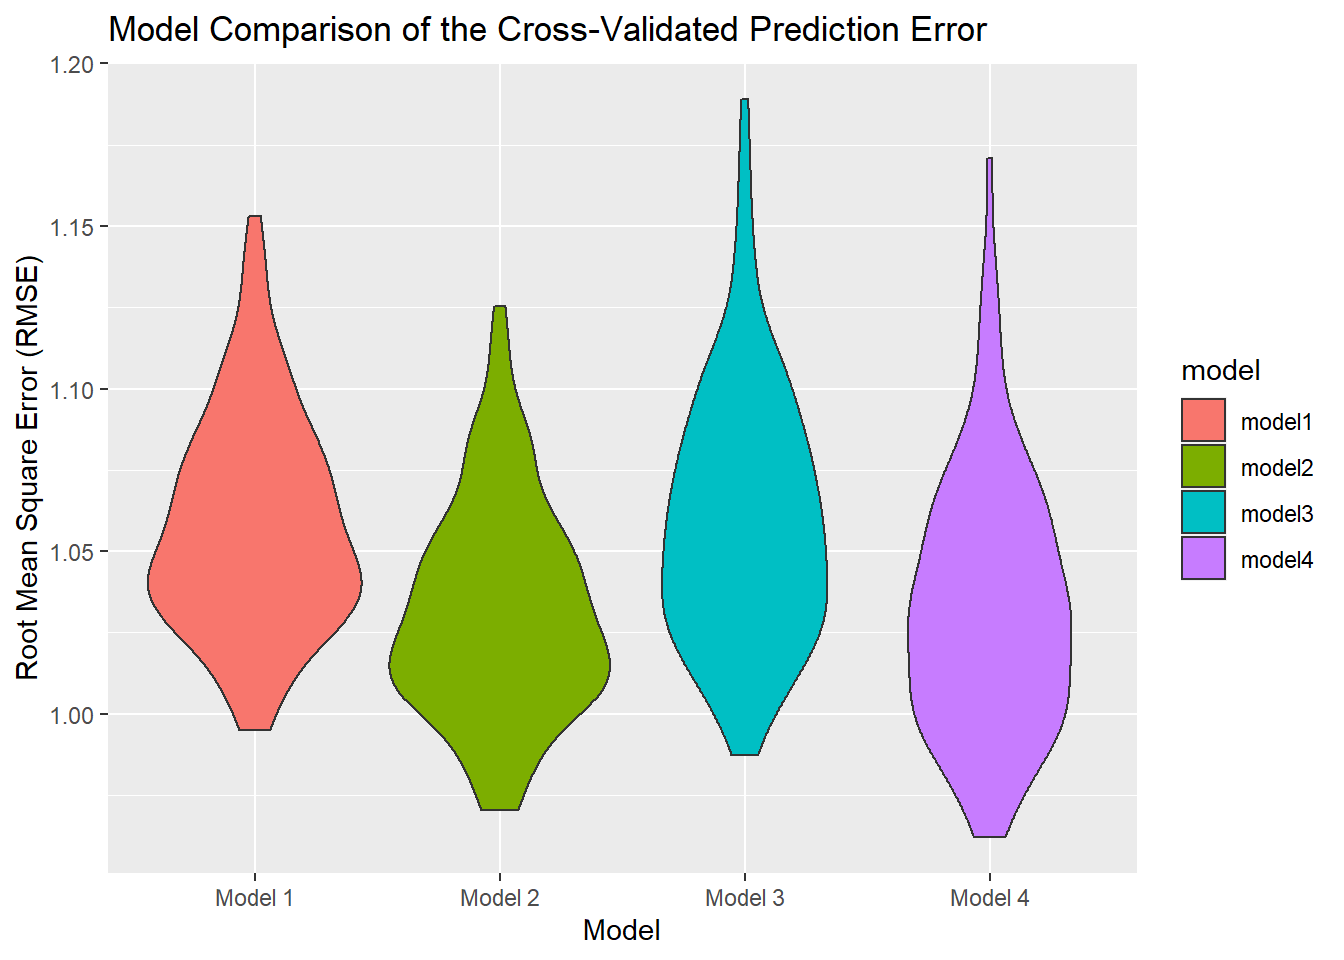 Model Comparison of the Cross-Validated Prediction Error
Root Mean Square Error (RMSE)
1.20
1.15
1.10
1.05
1.00
Model 1
Model 2
Model 3
Model 4
Model
model
model1
model2
model3
model4